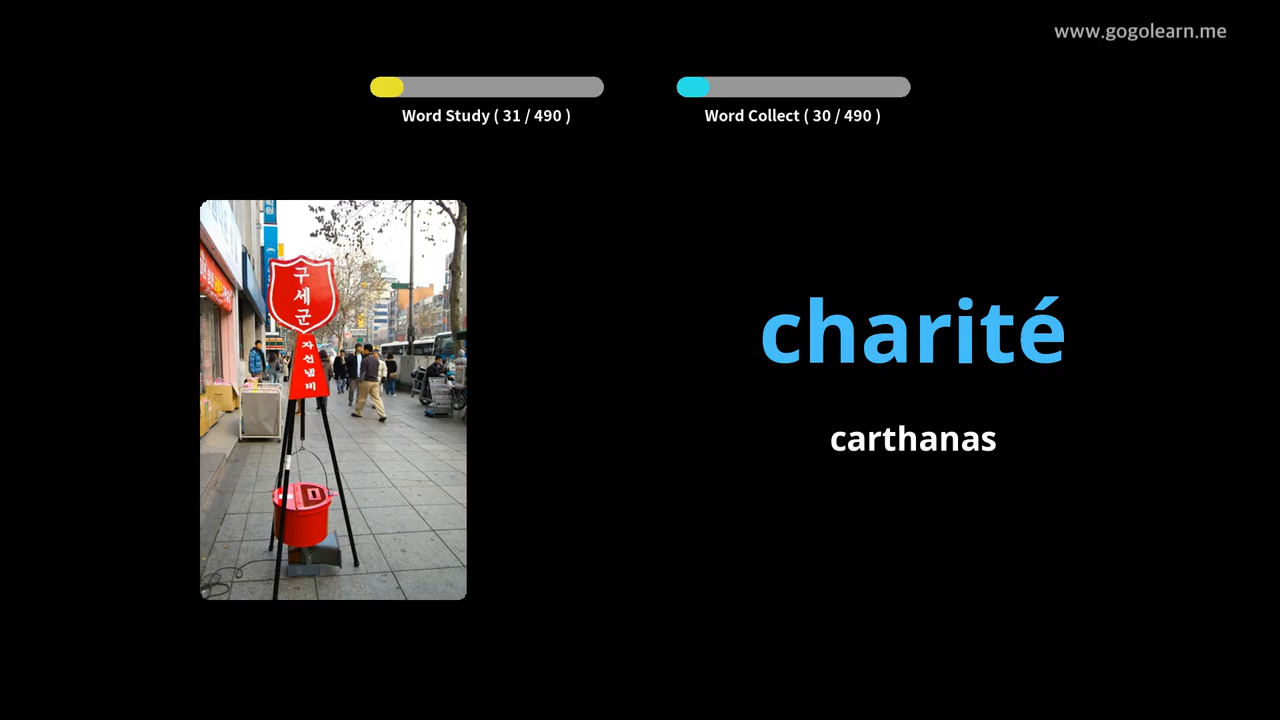 www.gogolearn.me
Word Study ( 31 / 490 )
Word Collect ( 30 / 490 )
구
세
군
자
선
냄
비
charité
carthanas